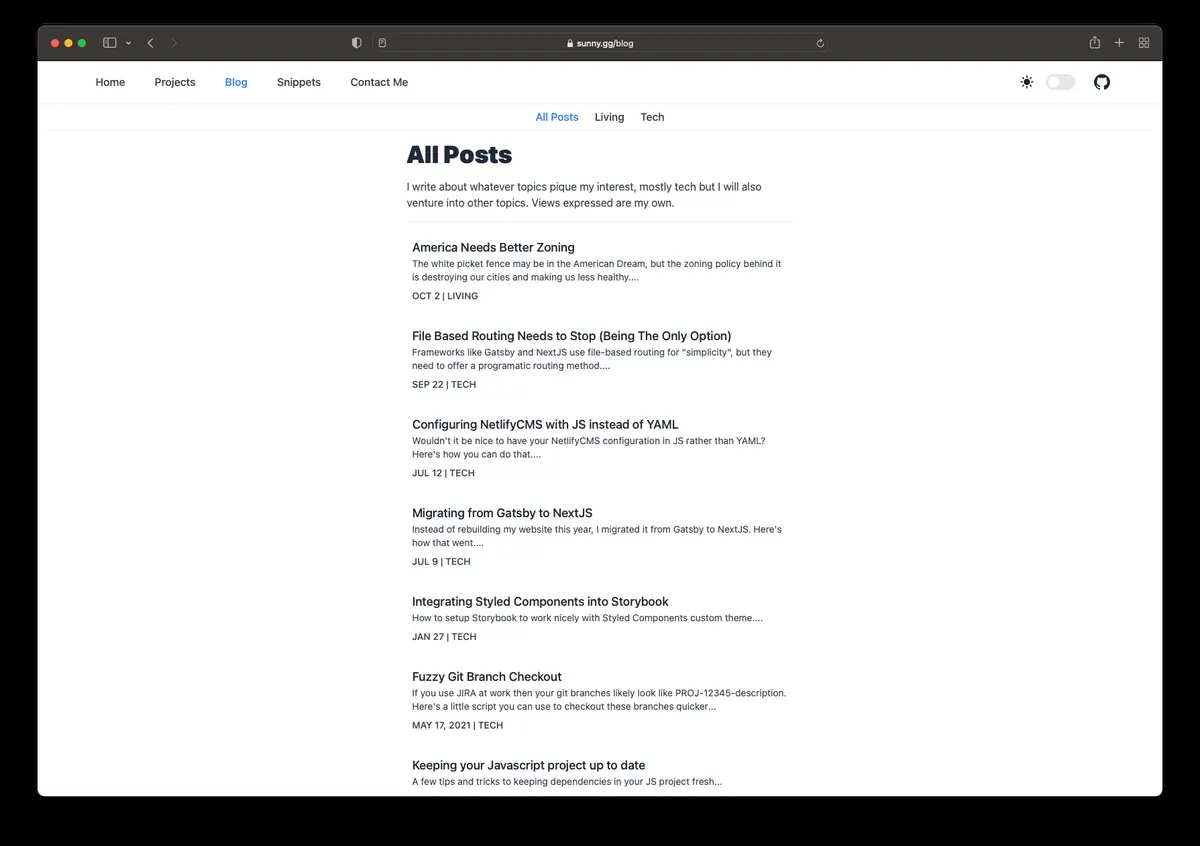 sunny.gg/blog
Home Projects Blog Snippets Contact Me
All Posts Living Tech
All Posts
I write about whatever topics pique my interest, mostly tech but I will also
venture into other topics. Views expressed are my own.
America Needs Better Zoning
The white picket fence may be in the American Dream, but the zoning policy behind it
is destroying our cities and making us less healthy....
OCT 2 | LIVING
File Based Routing Needs to Stop (Being The Only Option)
Frameworks like Gatsby and NextJS use file-based routing for "simplicity", but they
need to offer a programatic routing method....
SEP 22 | TECH
Configuring NetlifyCMS with JS instead of YAML
Wouldn't it be nice to have your NetlifyCMS configuration in JS rather than YAML?
Here's how you can do that....
JUL 12 | TECH
Migrating from Gatsby to NextJS
Instead of rebuilding my website this year, I migrated it from Gatsby to NextJS. Here's
how that went....
JUL 9 | TECH
Integrating Styled Components into Storybook
How to setup Storybook to work nicely with Styled Components custom theme....
JAN 27 | TECH
Fuzzy Git Branch Checkout
If you use JIRA at work then your git branches likely look like PROJ-12345-description.
Here's a little script you can use to checkout these branches quicker...
MAY 17, 2021 | TECH
Keeping your Javascript project up to date
A few tips and tricks to keeping dependencies in your JS project fresh...